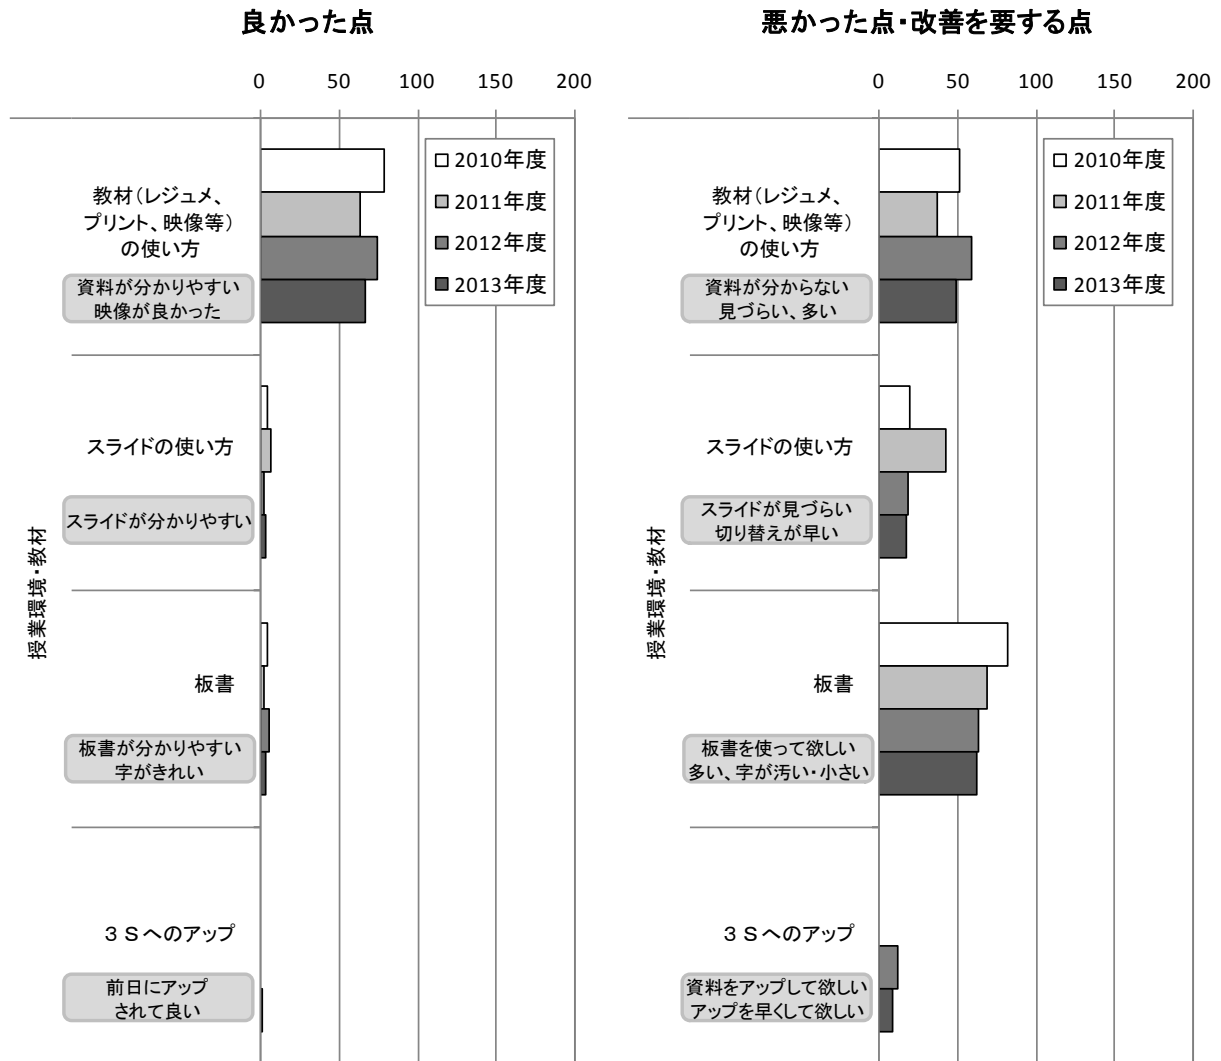 良かった点
0 50 100 150 200
2010年度
2011年度
2012年度
2013年度
授業環境・教材
教材(レジュメ、
プリント、映像等)
の使い方
資料が分かりやすい
映像が良かった
スライドの使い方
スライドが分かりやすい
板書
板書が分かりやすい
字がきれい
3Sへのアップ
前日にアップ
されて良い
悪かった点・改善を要する点
0 50 100 150 200
2010年度
2011年度
2012年度
2013年度
授業環境・教材
教材(レジュメ、
プリント、映像等)
の使い方
資料が分からない
見づらい、多い
スライドの使い方
スライドが見づらい
切り替えが早い
板書
板書を使って欲しい
多い、字が汚い・小さい
3Sへのアップ
資料をアップして欲しい
アップを早くして欲しい